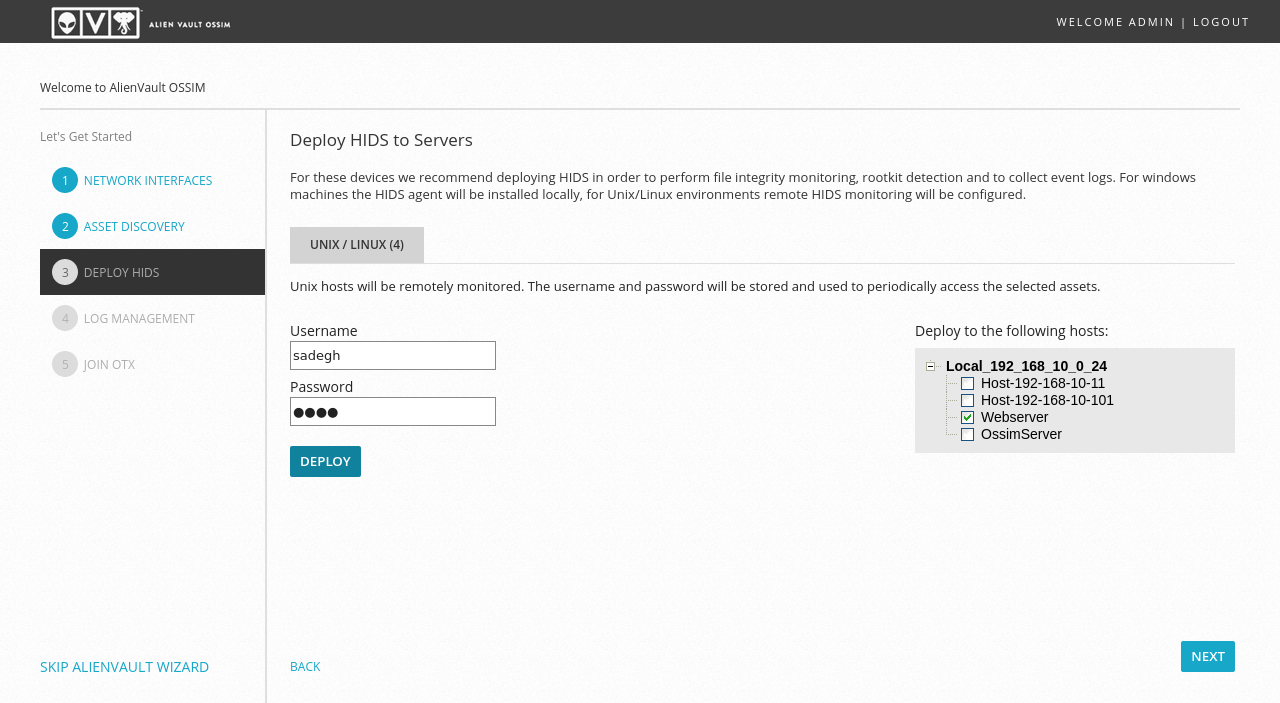 ALIEN VAULT OSSIM
WELCOME ADMIN | LOGOUT
Welcome to AlienVault OSSIM
Let's Get Started
1 NETWORK INTERFACES
2 ASSET DISCOVERY
3 DEPLOY HIDS
4 LOG MANAGEMENT
5 JOIN OTX
SKIP ALIENVAULT WIZARD
Deploy HIDS to Servers
For these devices we recommend deploying HIDS in order to perform file integrity monitoring, rootkit detection and to collect event logs. For windows
machines the HIDS agent will be installed locally, for Unix/Linux environments remote HIDS monitoring will be configured.
UNIX / LINUX (4)
Unix hosts will be remotely monitored. The username and password will be stored and used to periodically access the selected assets.
Username
sadegh
Password
●●●●
DEPLOY
Deploy to the following hosts:
Local_192_168_10_0_24
Host-192-168-10-11
Host-192-168-10-101
Webserver
OssimServer
BACK
NEXT